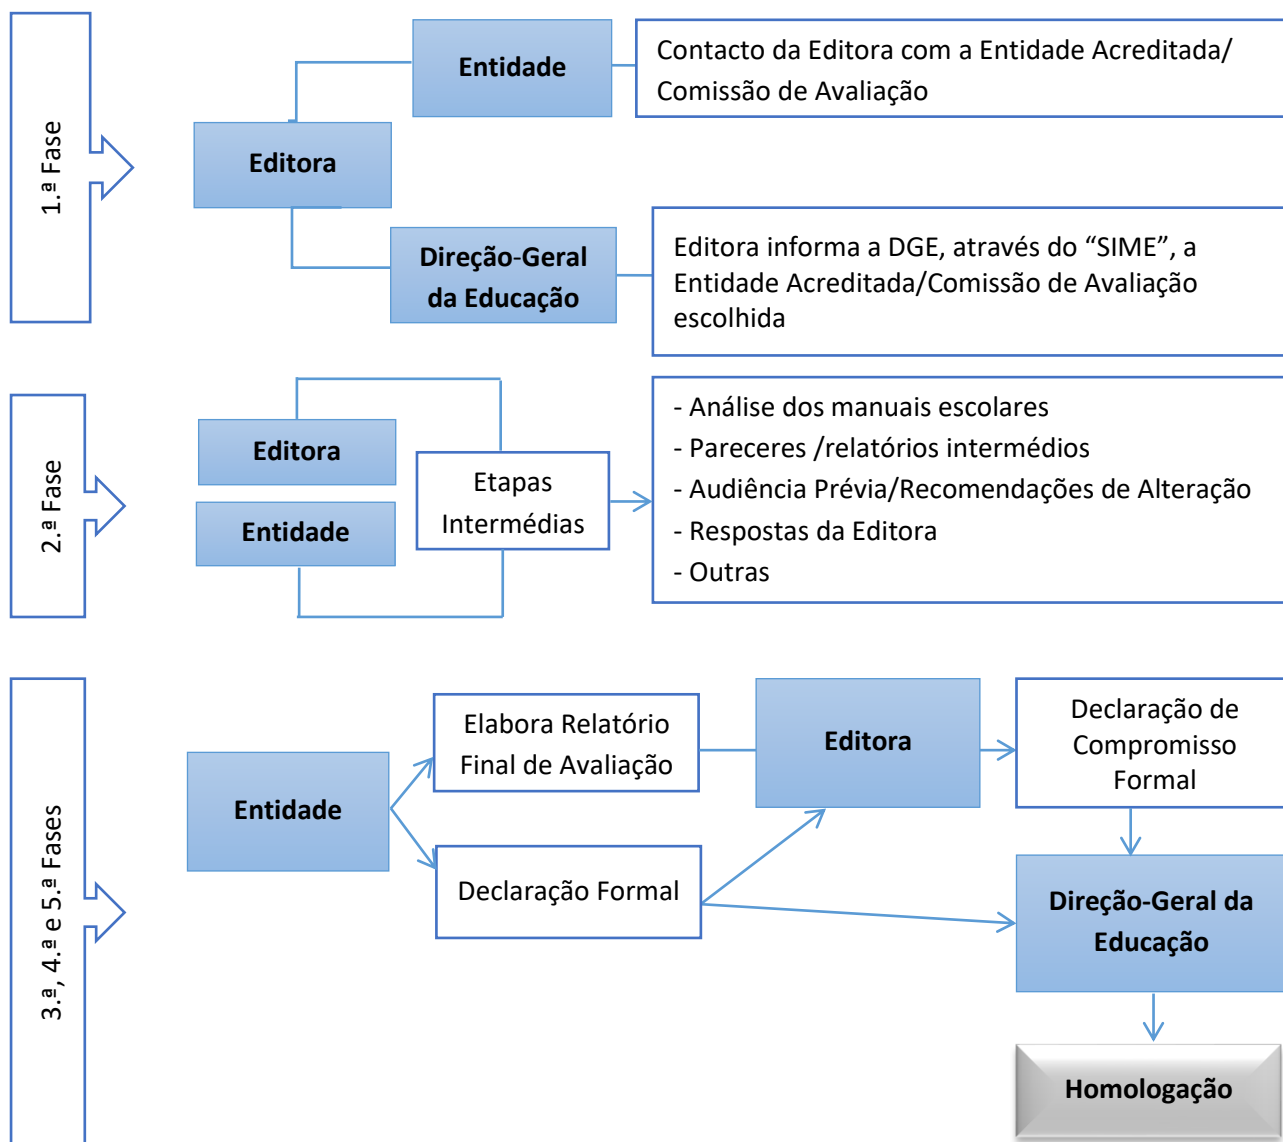 1.ª Fase
Entidade
Contacto da Editora com a Entidade Acreditada/
Comissão de Avaliação
Editora
Direção-Geral
da Educação
Editora informa a DGE, através do “SIME”, a
Entidade Acreditada/Comissão de Avaliação
escolhida
2.ª Fase
Editora
Entidade
Etapas
Intermédias
- Análise dos manuais escolares
- Pareceres /relatórios intermédios
- Audiência Prévia/Recomendações de Alteração
- Respostas da Editora
- Outras
3.ª, 4.ª e 5.ª Fases
Entidade
Elabora Relatório
Final de Avaliação
Declaração Formal
Editora
Declaração de
Compromisso
Formal
Direção-Geral da
Educação
Homologação